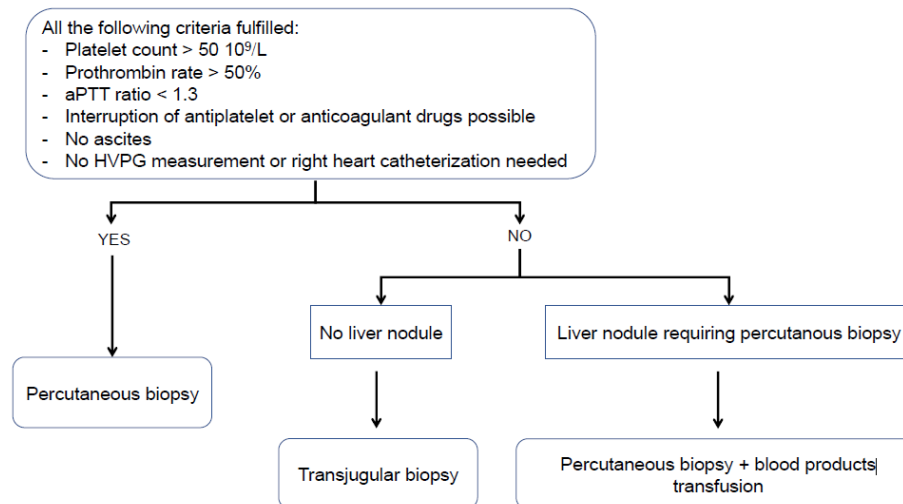 All the following criteria fulfilled:
- Platelet count > 50 10⁹/L
- Prothrombin rate > 50%
- aPTT ratio < 1.3
- Interruption of antiplatelet or anticoagulant drugs possible
- No ascites
- No HVPG measurement or right heart catheterization needed
YES
NO
No liver nodule
Liver nodule requiring percutanous biopsy
Percutaneous biopsy
Transjugular biopsy
Percutaneous biopsy + blood products
transfusion